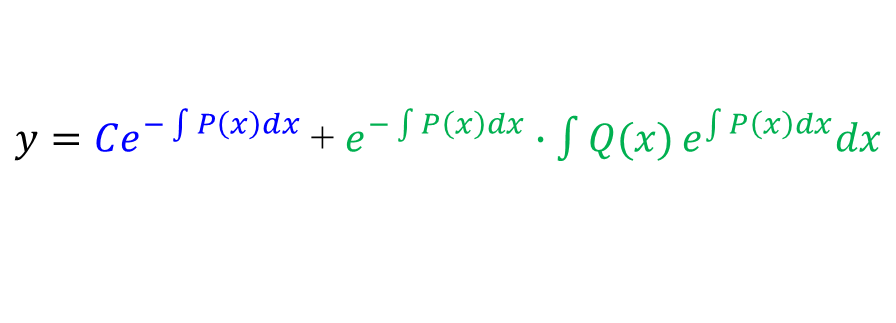 y = Ce^{-∫P(x)dx} + e^{-∫P(x)dx} · ∫Q(x) e^{∫P(x)dx}dx